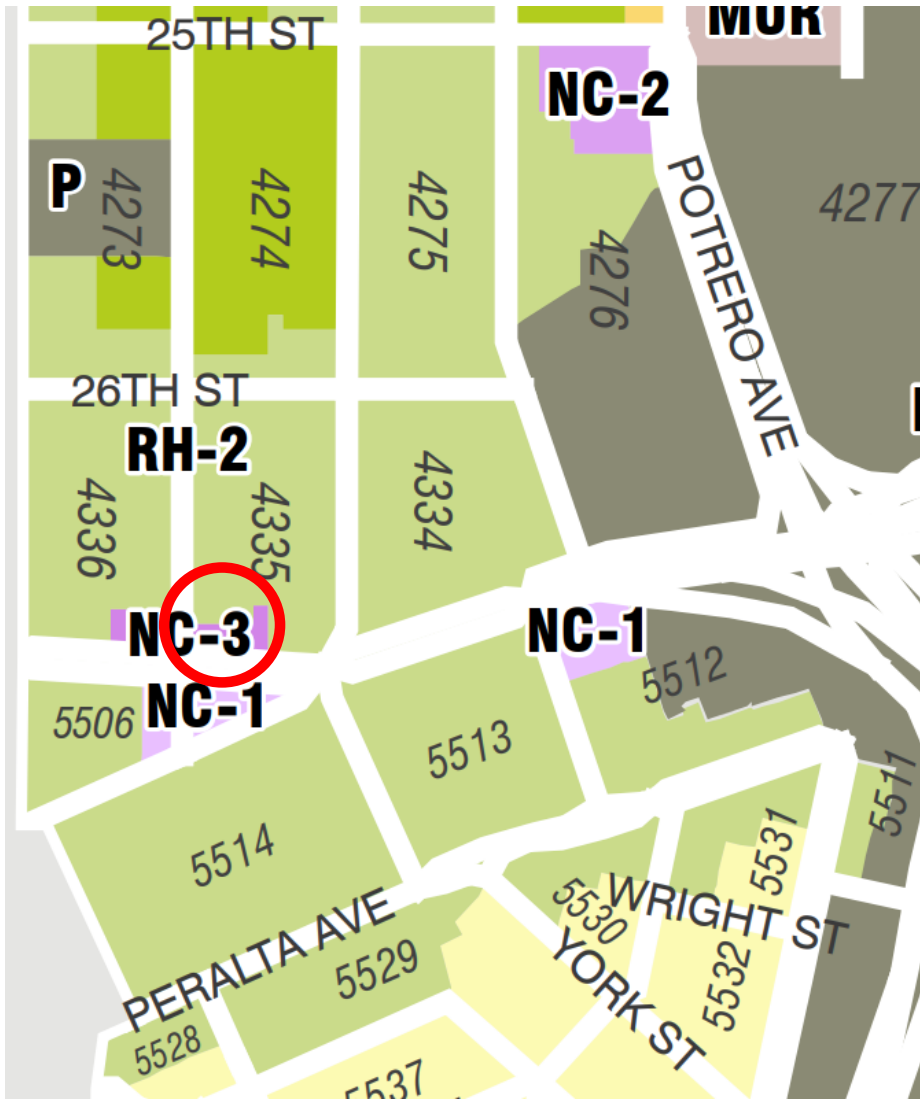 25TH ST
MUR
NC-2
P
4273
4274
4275
4276
4277
POTRERO AVE
26TH ST
RH-2
4336
4335
4334
NC-3
NC-1
NC-1
5506
5512
5513
5514
5511
5531
5530
WRIGHT ST
5532
YORK ST
PERALTA AVE
5529
5528
5537